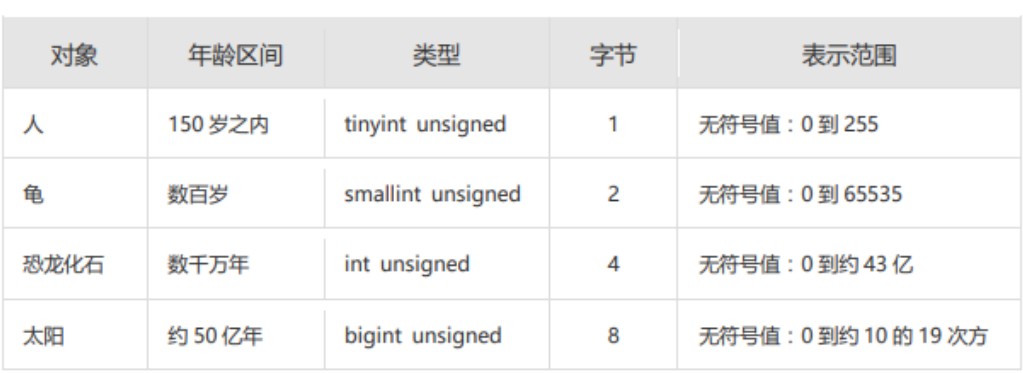 对象 年龄区间 类型 字节 表示范围
人 150 岁之内 tinyint unsigned 1 无符号值：0 到 255
龟 数百岁 smallint unsigned 2 无符号值：0 到 65535
恐龙化石 数千万年 int unsigned 4 无符号值：0 到约 43 亿
太阳 约 50 亿年 bigint unsigned 8 无符号值：0 到约 10 的 19 次方